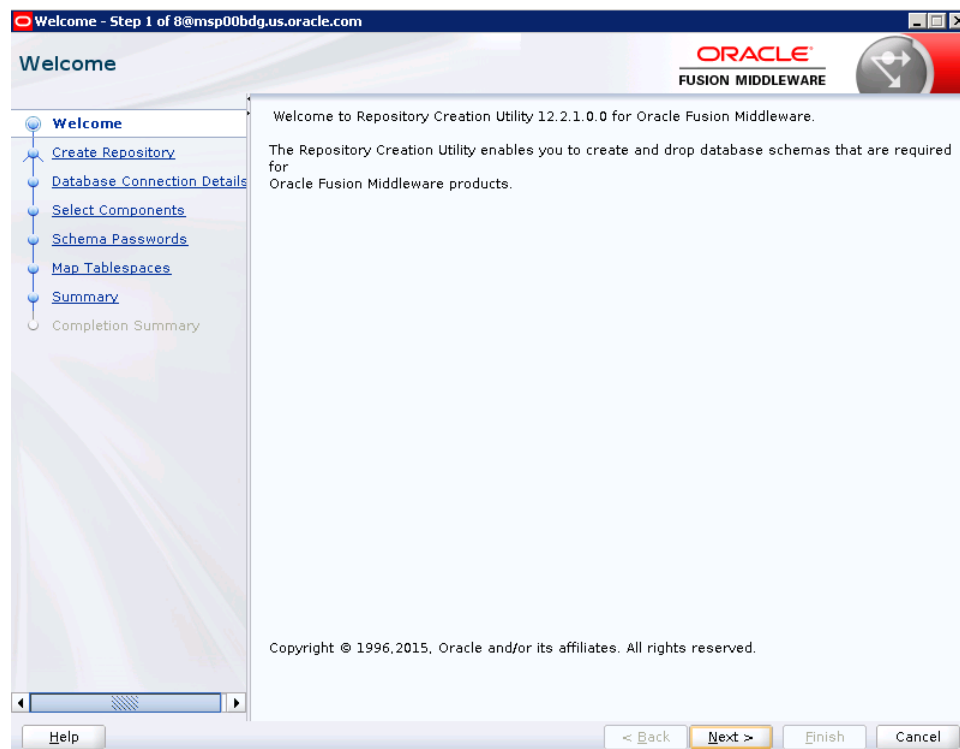 Welcome - Step 1 of 8@msp00bdg.us.oracle.com
Welcome
ORACLE
FUSION MIDDLEWARE
Welcome
Create Repository
Database Connection Details
Select Components
Schema Passwords
Map Tablespaces
Summary
Completion Summary
Welcome to Repository Creation Utility 12.2.1.0.0 for Oracle Fusion Middleware.
The Repository Creation Utility enables you to create and drop database schemas that are required
for
Oracle Fusion Middleware products.
Copyright © 1996,2015, Oracle and/or its affiliates. All rights reserved.
Help
< Back
Next >
Finish
Cancel